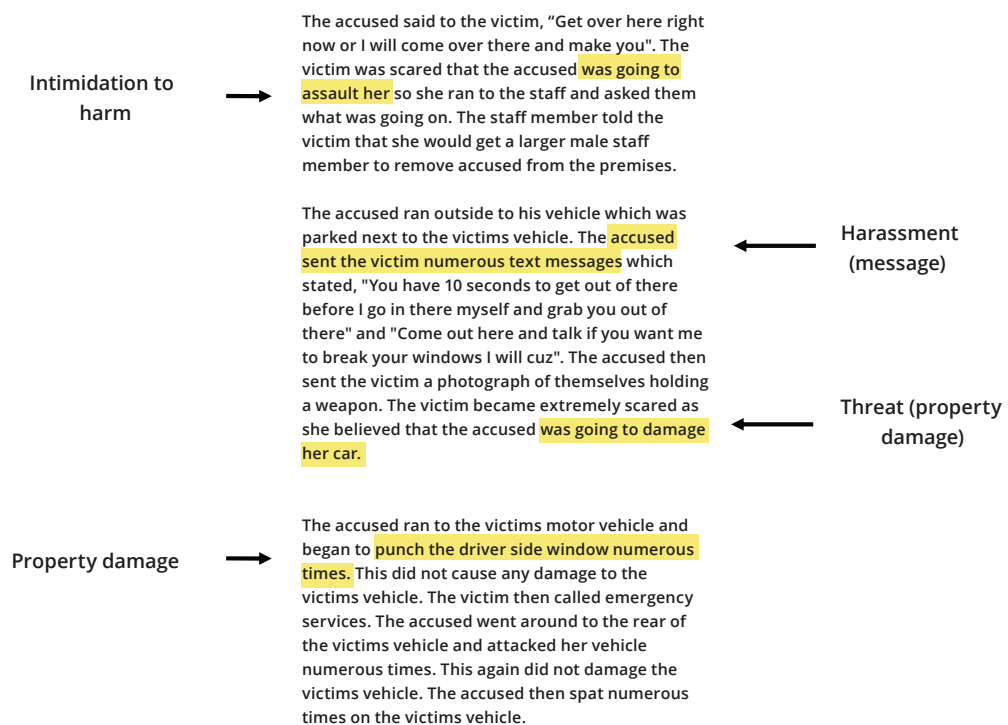 The accused said to the victim, “Get over here right
now or I will come over there and make you". The
victim was scared that the accused was going to
assault her so she ran to the staff and asked them
what was going on. The staff member told the
victim that she would get a larger male staff
member to remove accused from the premises.
Intimidation to
harm
The accused ran outside to his vehicle which was
parked next to the victims vehicle. The accused
sent the victim numerous text messages which
stated, "You have 10 seconds to get out of there
before I go in there myself and grab you out of
there" and "Come out here and talk if you want me
to break your windows I will cuz". The accused then
sent the victim a photograph of themselves holding
a weapon. The victim became extremely scared as
she believed that the accused was going to damage
her car.
Harassment
(message)
Threat (property
damage)
Property damage
The accused ran to the victims motor vehicle and
began to punch the driver side window numerous
times. This did not cause any damage to the
victims vehicle. The victim then called emergency
services. The accused went around to the rear of
the victims vehicle and attacked her vehicle
numerous times. This again did not damage the
victims vehicle. The accused then spat numerous
times on the victims vehicle.